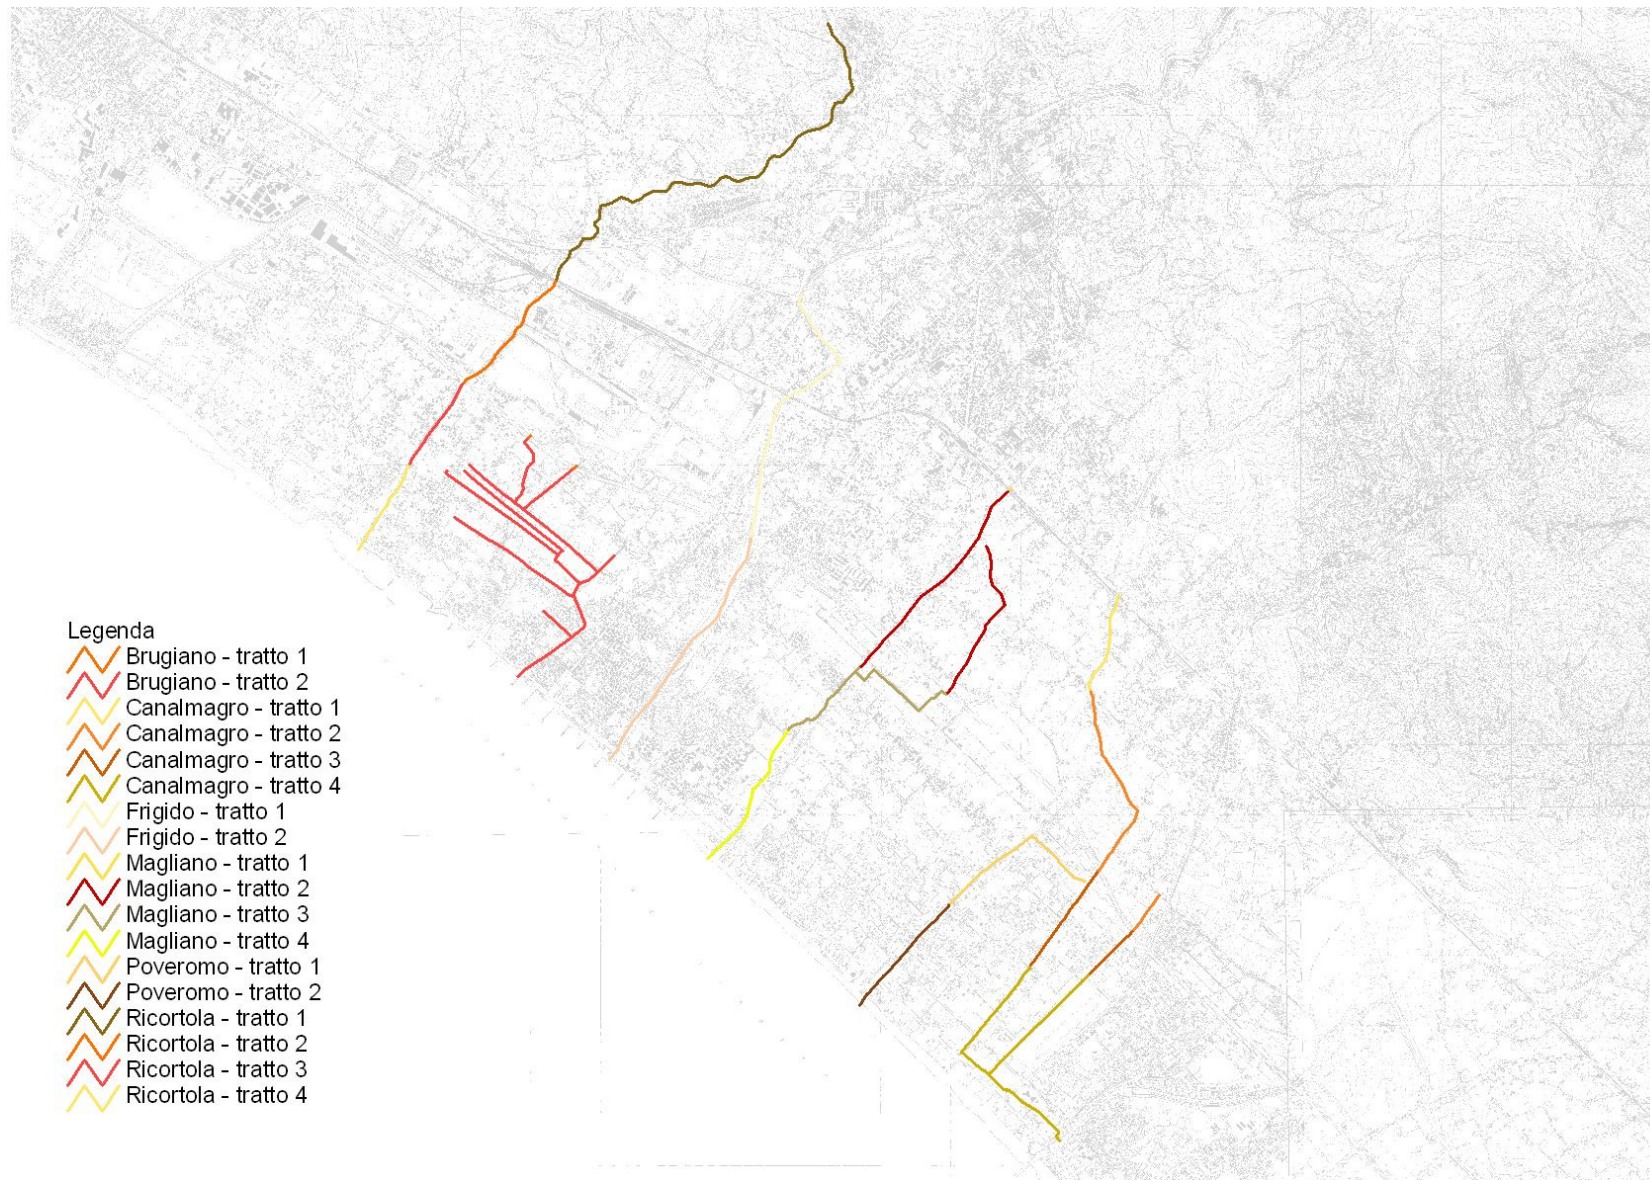 Legenda
Brugiano - tratto 1
Brugiano - tratto 2
Canalmagro - tratto 1
Canalmagro - tratto 2
Canalmagro - tratto 3
Canalmagro - tratto 4
Frigido - tratto 1
Frigido - tratto 2
Magliano - tratto 1
Magliano - tratto 2
Magliano - tratto 3
Magliano - tratto 4
Poveromo - tratto 1
Poveromo - tratto 2
Ricortola - tratto 1
Ricortola - tratto 2
Ricortola - tratto 3
Ricortola - tratto 4